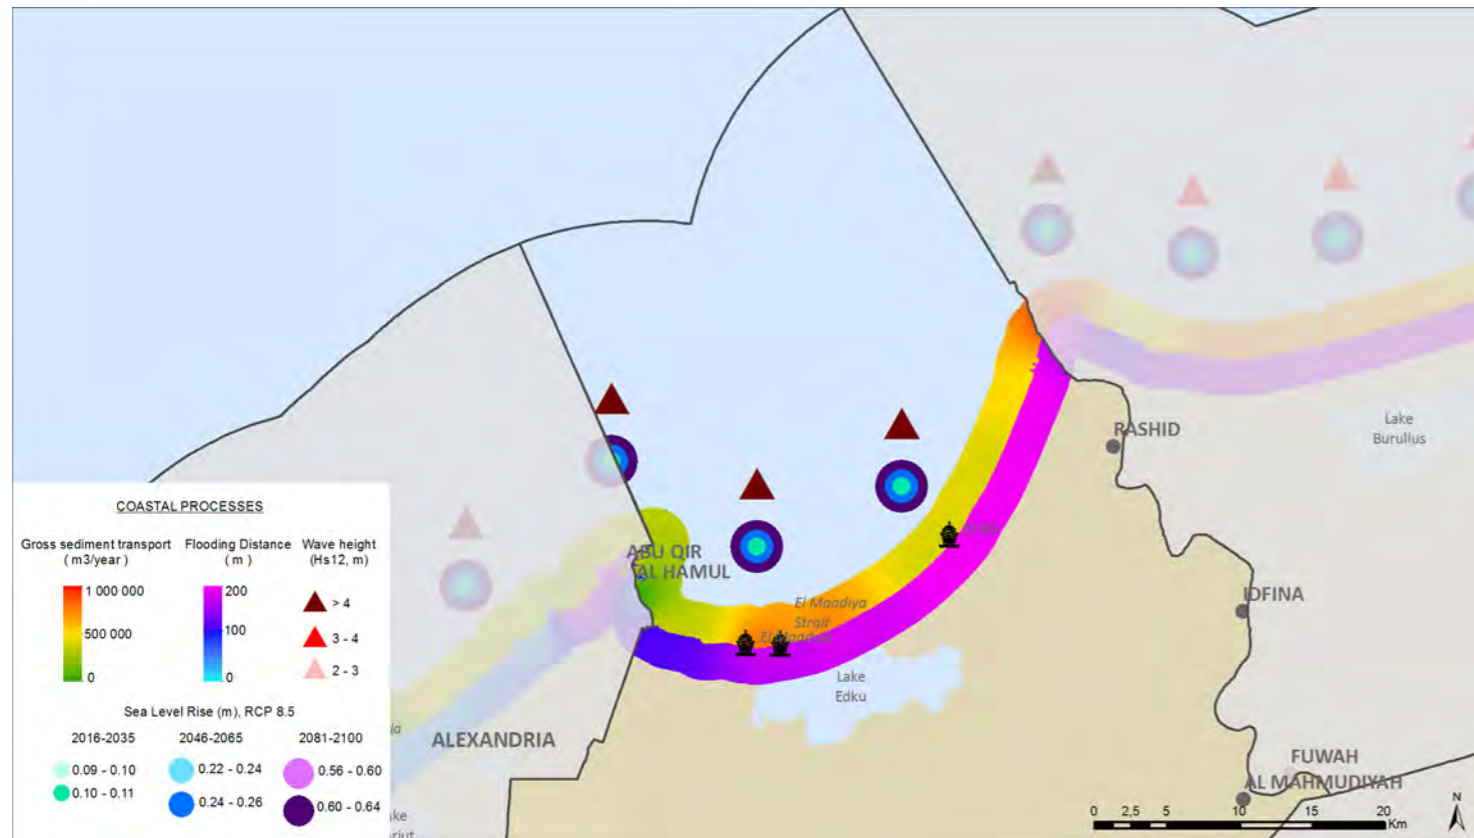 RASHID
Lake
Burullus
ABU QIR
AL HAMUL
IDFINA
El Maadiya
Strait
Lake
Edku
ALEXANDRIA
FUWAH
AL MAHMUDIYAH
COASTAL PROCESSES
Gross sediment transport
( m3/year )
Flooding Distance
( m )
Wave height
(Hs12, m)
1 000 000
500 000
0
200
100
0
> 4
3 - 4
2 - 3
Sea Level Rise (m), RCP 8.5
2016-2035
2046-2065
2081-2100
0.09 - 0.10
0.10 - 0.11
0.22 - 0.24
0.24 - 0.26
0.56 - 0.60
0.60 - 0.64
0 2,5 5 10 15 20
Km
N